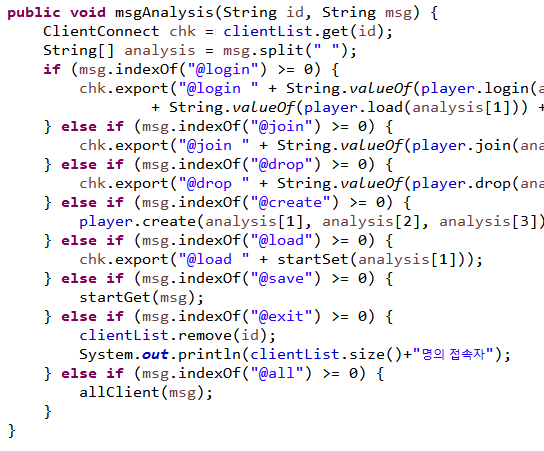 public void msgAnalysis(String id, String msg) {
    ClientConnect chk = clientList.get(id);
    String[] analysis = msg.split(" ");
    if (msg.indexOf("@login") >= 0) {
        chk.export("@login " + String.valueOf(player.login(a
                + String.valueOf(player.load(analysis[1])) +
    } else if (msg.indexOf("@join") >= 0) {
        chk.export("@join " + String.valueOf(player.join(ana
    } else if (msg.indexOf("@drop") >= 0) {
        chk.export("@drop " + String.valueOf(player.drop(ana
    } else if (msg.indexOf("@create") >= 0) {
        player.create(analysis[1], analysis[2], analysis[3])
    } else if (msg.indexOf("@load") >= 0) {
        chk.export("@load " + startSet(analysis[1]));
    } else if (msg.indexOf("@save") >= 0) {
        startGet(msg);
    } else if (msg.indexOf("@exit") >= 0) {
        clientList.remove(id);
        System.out.println(clientList.size()+"명의 접속자");
    } else if (msg.indexOf("@all") >= 0) {
        allClient(msg);
    }
}